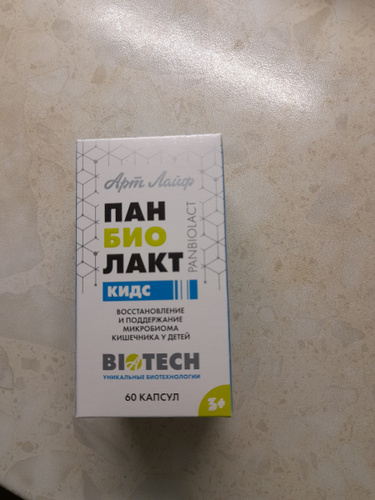 Арт Лайф
ПАН
БИО
ЛАКТ
PANBIOLACT
КИДС
ВОССТАНОВЛЕНИЕ
И ПОДДЕРЖАНИЕ
МИКРОБИОМА
КИШЕЧНИКА У ДЕТЕЙ
BIOTECH
УНИКАЛЬНЫЕ БИОТЕХНОЛОГИИ
60 КАПСУЛ
3+